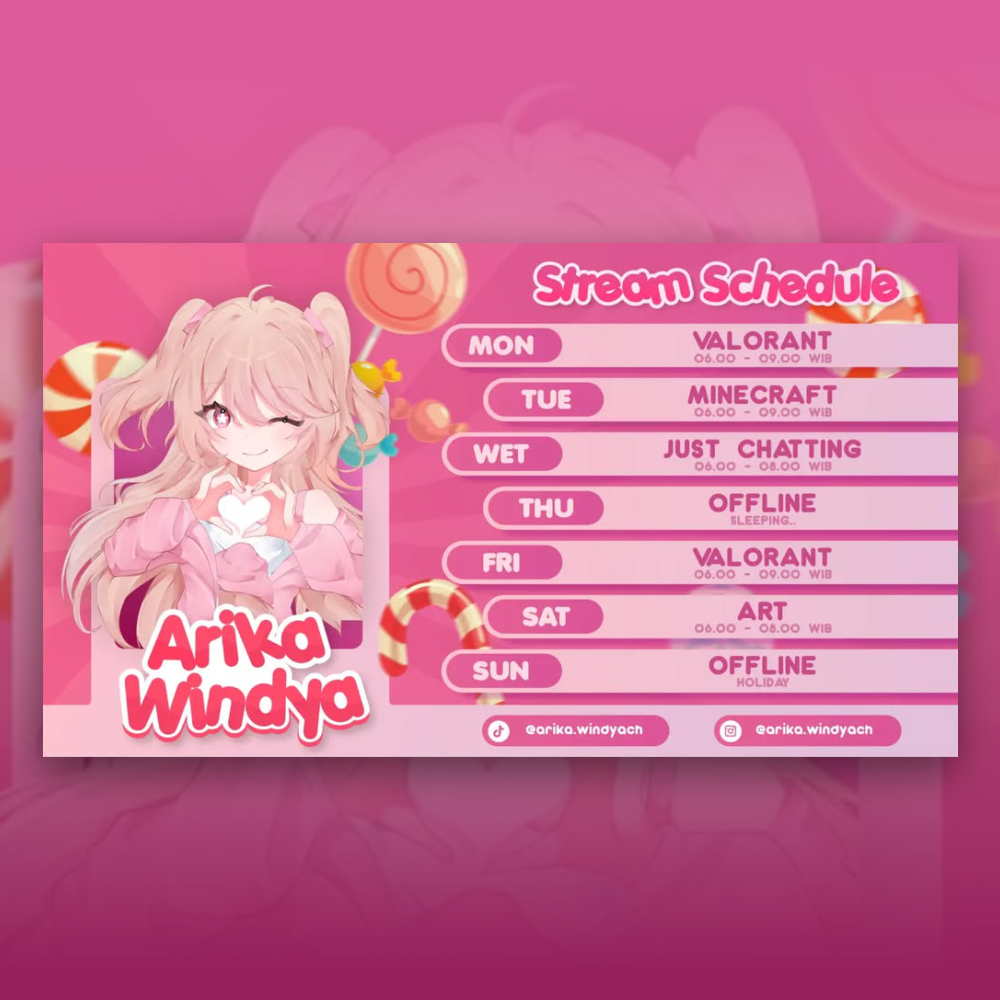 Stream Schedule
MON
VALORANT
06.00 - 09.00 WIB
TUE
MINECRAFT
06.00 - 09.00 WIB
WET
JUST CHATTING
06.00 - 08.00 WIB
THU
OFFLINE
SLEEPING..
FRI
VALORANT
06.00 - 09.00 WIB
SAT
ART
06.00 - 08.00 WIB
SUN
OFFLINE
HOLIDAY
Arika
Windya
@arika.windyach
@arika.windyach